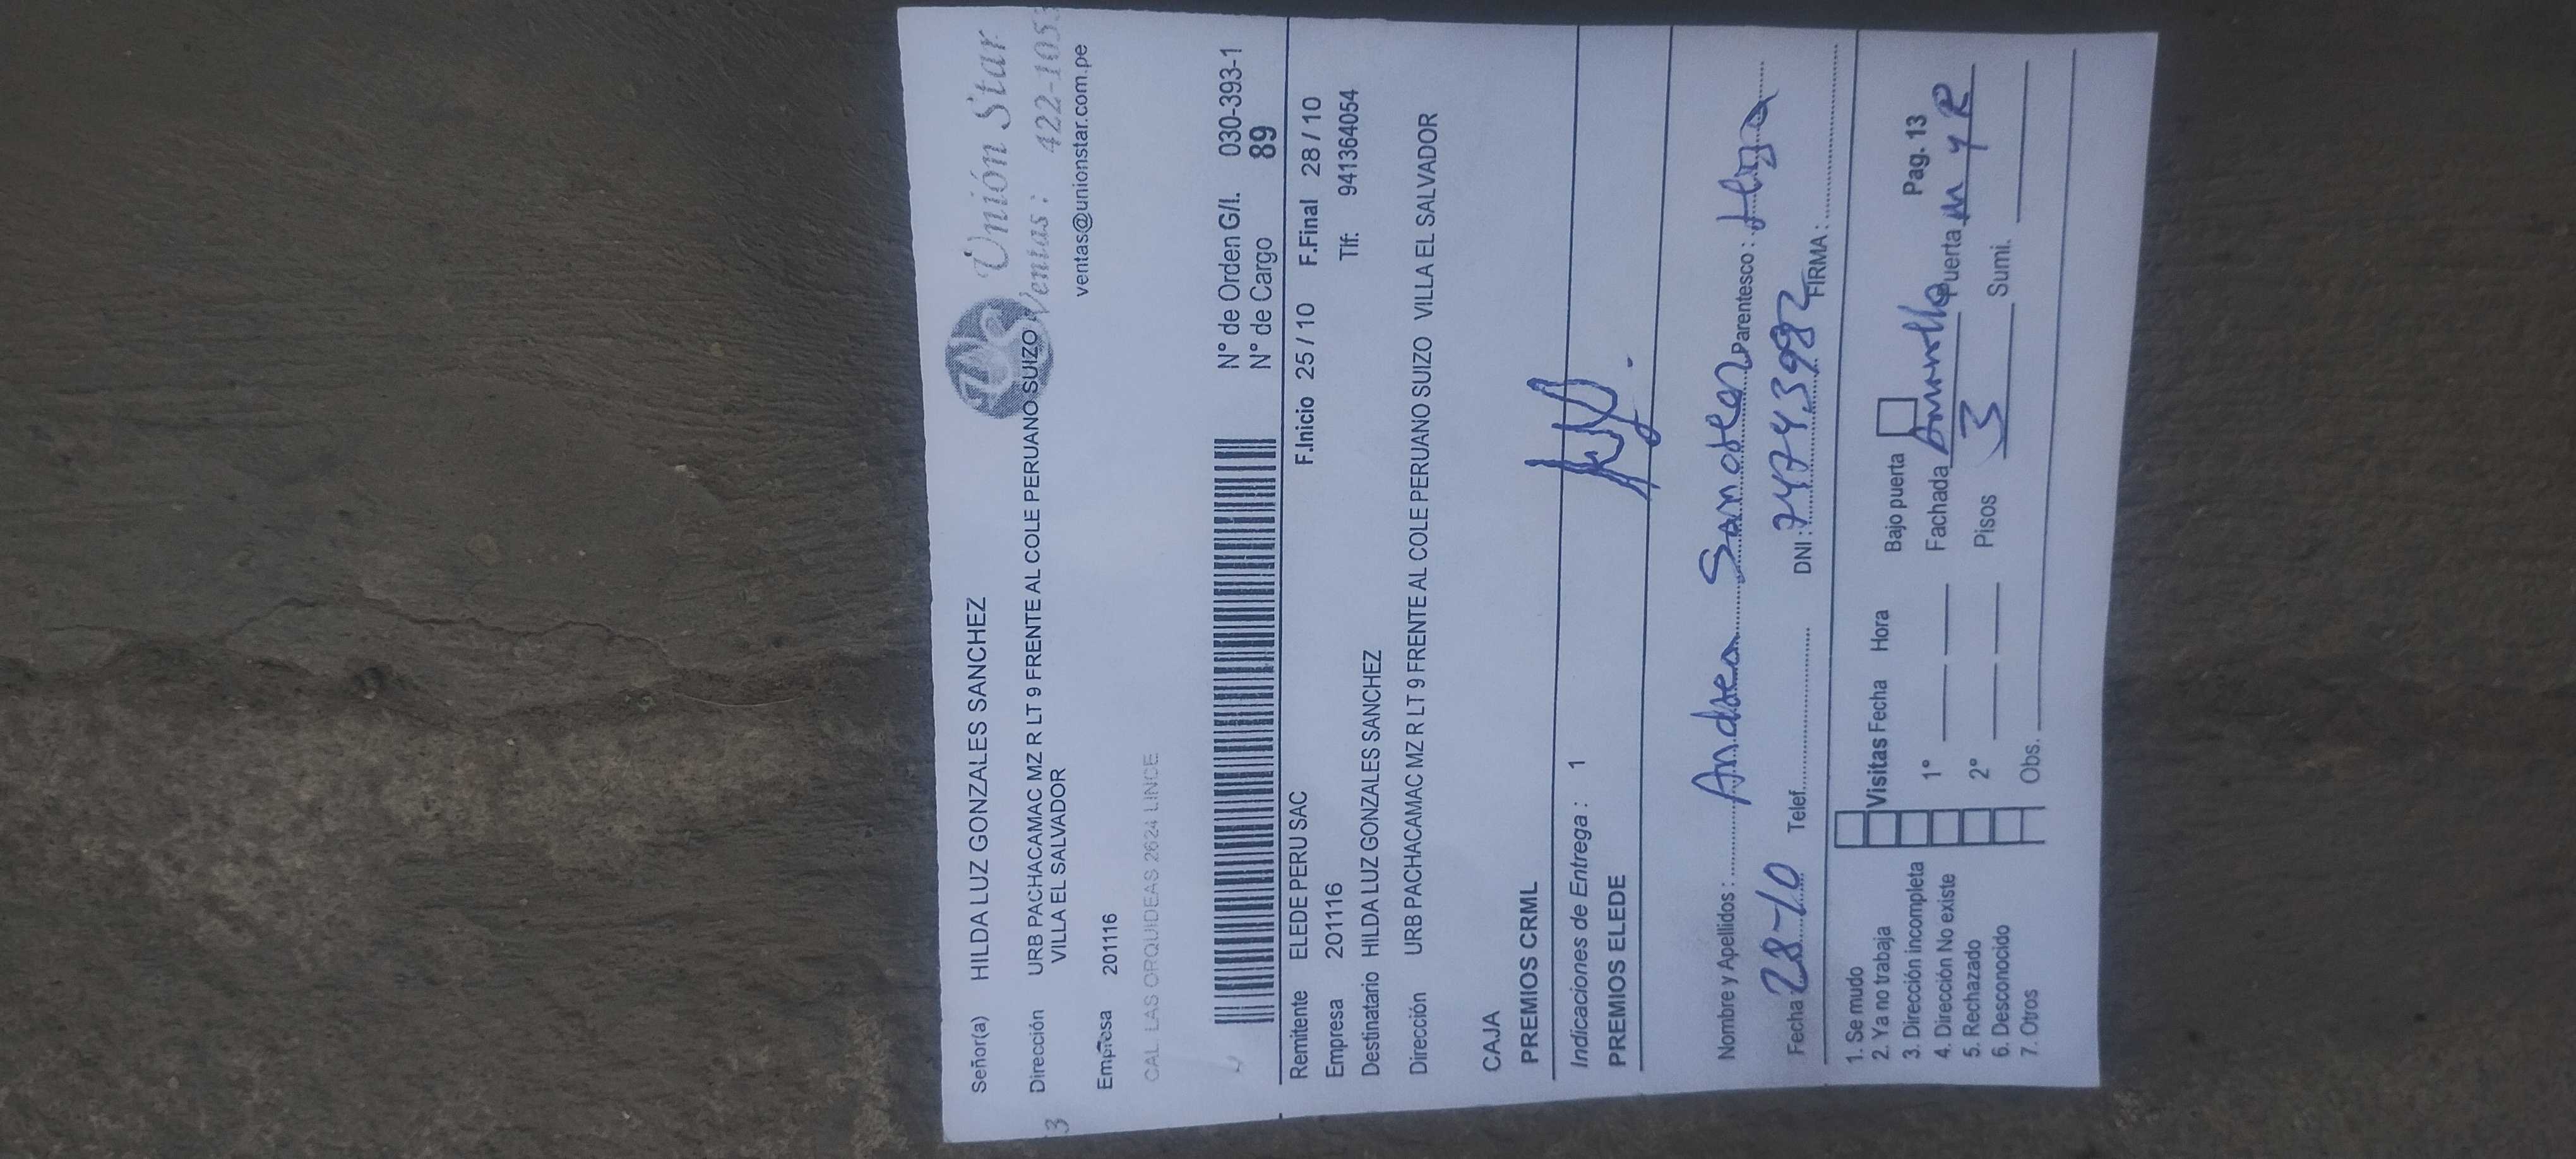 Unión Star
Ventas: 422-105
ventas@unionstar.com.pe
Señor(a) HILDA LUZ GONZALES SANCHEZ
Dirección URB PACHACAMAC MZ R LT 9 FRENTE AL COLE PERUANO SUIZO
VILLA EL SALVADOR
3
Empresa 201116
CAL. LAS ORQUIDEAS 2624 LINCE
N° de Orden G/I. 030-393-1
N° de Cargo 89
Remitente ELEDE PERU SAC F.Inicio 25 / 10 F.Final 28 / 10
Empresa 201116 Tlf: 941364054
Destinatario HILDA LUZ GONZALES SANCHEZ
Dirección URB PACHACAMAC MZ R LT 9 FRENTE AL COLE PERUANO SUIZO VILLA EL SALVADOR
CAJA
PREMIOS CRML
Indicaciones de Entrega : 1
PREMIOS ELEDE
Nombre y Apellidos : Andrea Parentesco : Hija
Fecha 28-10 Telef. DNI : 74743982 FIRMA :
1. Se mudo
2. Ya no trabaja Visitas Fecha Hora Bajo puerta Pag. 13
3. Dirección incompleta 1° Fachada Amarilla Puerta M y R
4. Dirección No existe
5. Rechazado 2° Pisos 3 Sumi.
6. Desconocido
7. Otros Obs.